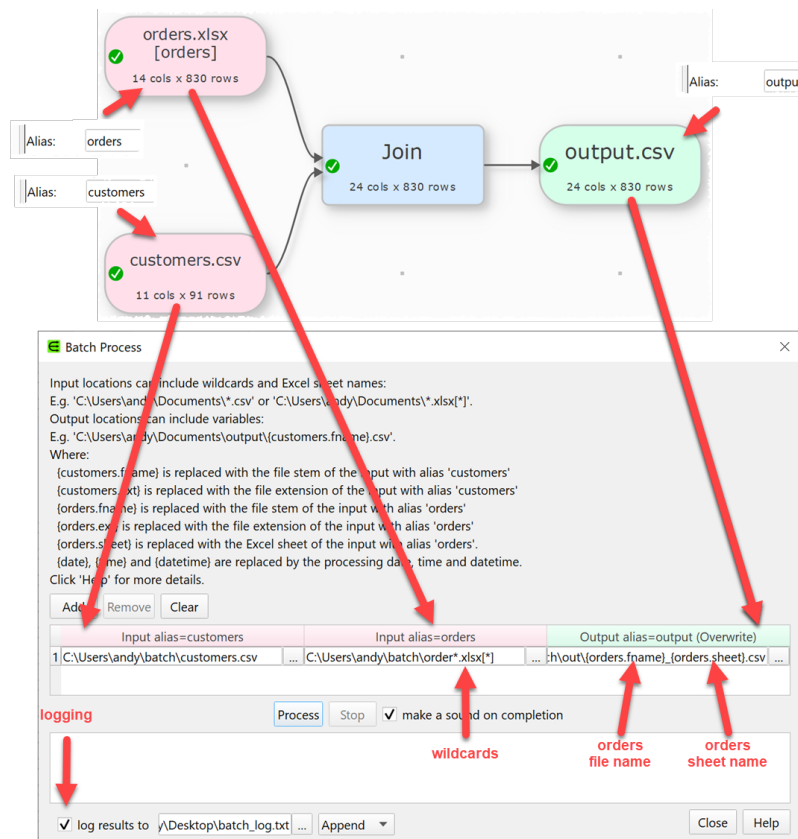 orders.xlsx
[orders]
14 cols x 830 rows
Alias:
outpu
Alias:
orders
Join
24 cols x 830 rows
output.csv
24 cols x 830 rows
Alias:
customers
customers.csv
11 cols x 91 rows
Batch Process
Input locations can include wildcards and Excel sheet names:
E.g. 'C:\Users\andy\Documents\*.csv' or 'C:\Users\andy\Documents\*.xlsx[*]'.
Output locations can include variables:
E.g. 'C:\Users\andy\Documents\output\{customers.fname}.csv'.
Where:
{customers.fname} is replaced with the file stem of the input with alias 'customers'
{customers.ext} is replaced with the file extension of the input with alias 'customers'
{orders.fname} is replaced with the file stem of the input with alias 'orders'
{orders.ext} is replaced with the file extension of the input with alias 'orders'
{orders.sheet} is replaced with the Excel sheet of the input with alias 'orders'.
{date}, {time} and {datetime} are replaced by the processing date, time and datetime.
Click 'Help' for more details.
Add Remove Clear
Input alias=customers Input alias=orders Output alias=output (Overwrite)
1 C:\Users\andy\batch\customers.csv ... C:\Users\andy\batch\order*.xlsx[*] ... :h\out\{orders.fname}_{orders.sheet}.csv ...
logging
Process Stop make a sound on completion
wildcards
orders
file name
orders
sheet name
log results to y\Desktop\batch_log.txt ... Append
Close Help